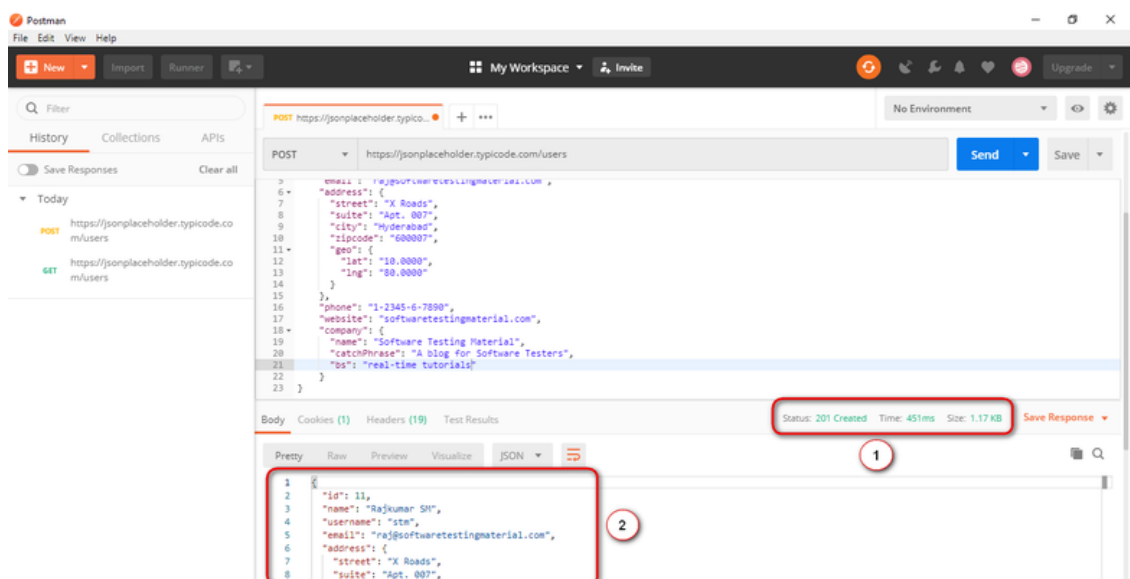 Postman
File Edit View Help
New Import Runner My Workspace Invite Upgrade
Filter
History Collections APIs
Save Responses Clear all
Today
POST https://jsonplaceholder.typicode.co
m/users
GET https://jsonplaceholder.typicode.co
m/users
POST https://jsonplaceholder.typico... + ...
No Environment
POST https://jsonplaceholder.typicode.com/users Send Save
5 "email": "raj@softwaretestingmaterial.com",
6 "address": {
7 "street": "X Roads",
8 "suite": "Apt. 007",
9 "city": "Hyderabad",
10 "zipcode": "600007",
11 "geo": {
12 "lat": "10.0000",
13 "lng": "80.0000"
14 }
15 },
16 "phone": "1-2345-6-7890",
17 "website": "softwaretestingmaterial.com",
18 "company": {
19 "name": "Software Testing Material",
20 "catchPhrase": "A blog for Software Testers",
21 "bs": "real-time tutorials"
22 }
23 }
Body Cookies (1) Headers (19) Test Results Status: 201 Created Time: 451ms Size: 1.17 KB Save Response
1
Pretty Raw Preview Visualize JSON
1 {
2 "id": 11,
3 "name": "Rajkumar SM",
4 "username": "stm",
5 "email": "raj@softwaretestingmaterial.com",
6 "address": {
7 "street": "X Roads",
8 "suite": "Apt. 007",
2